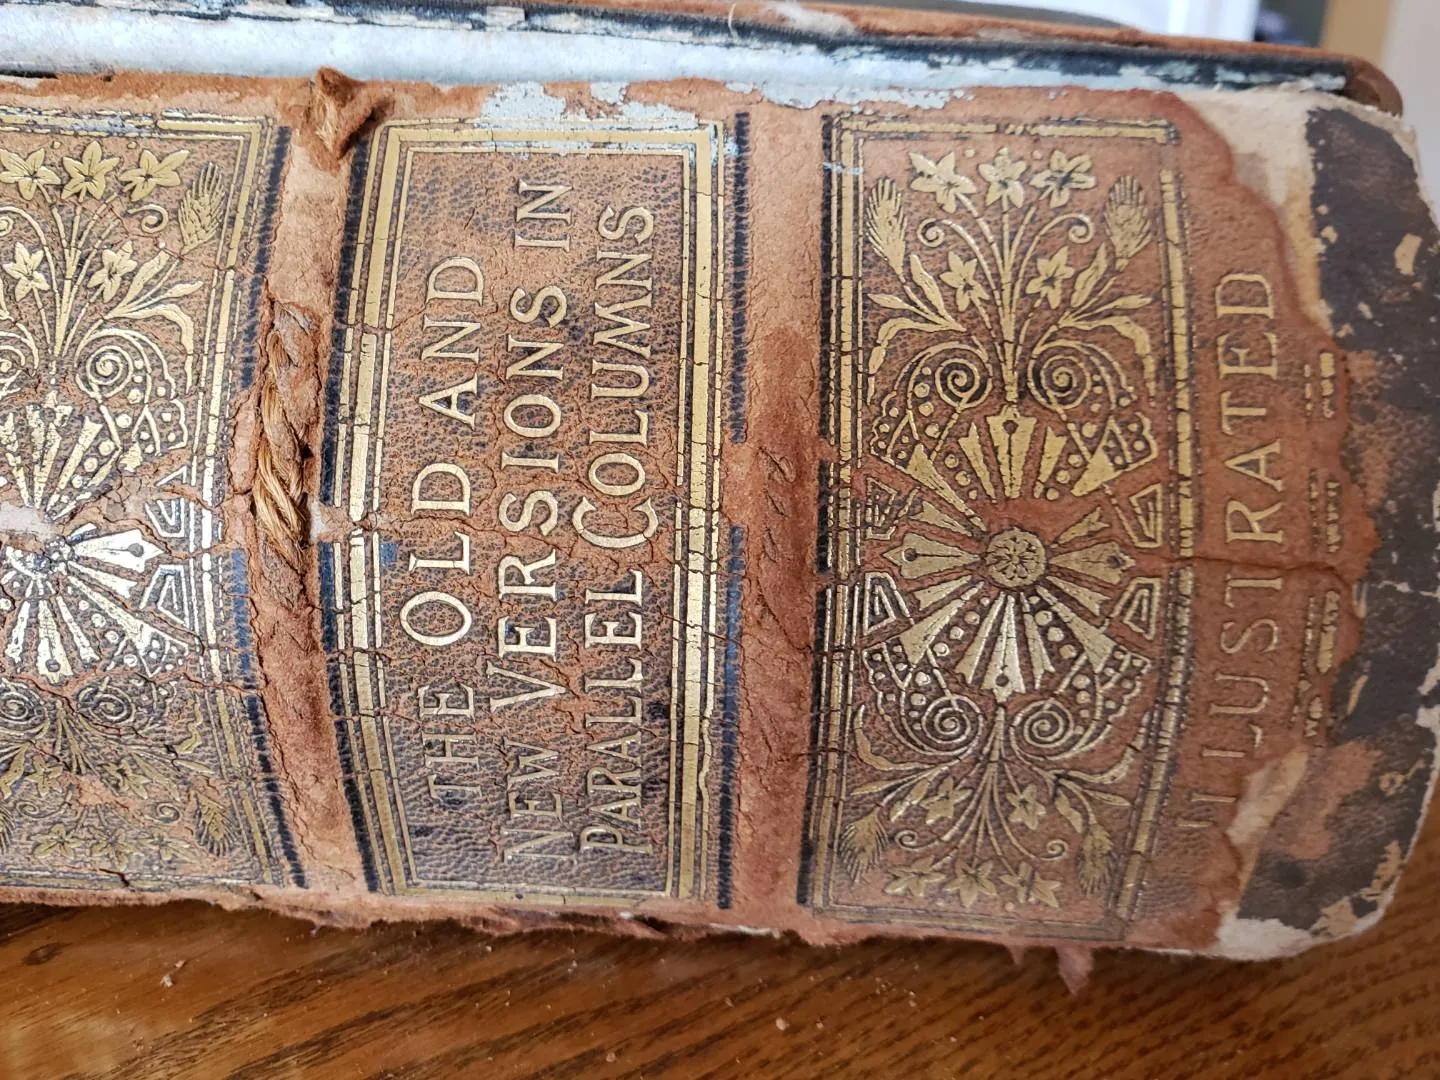 THE OLD AND
NEW VERSIONS IN
PARALLEL COLUMNS
ILLUSTRATED